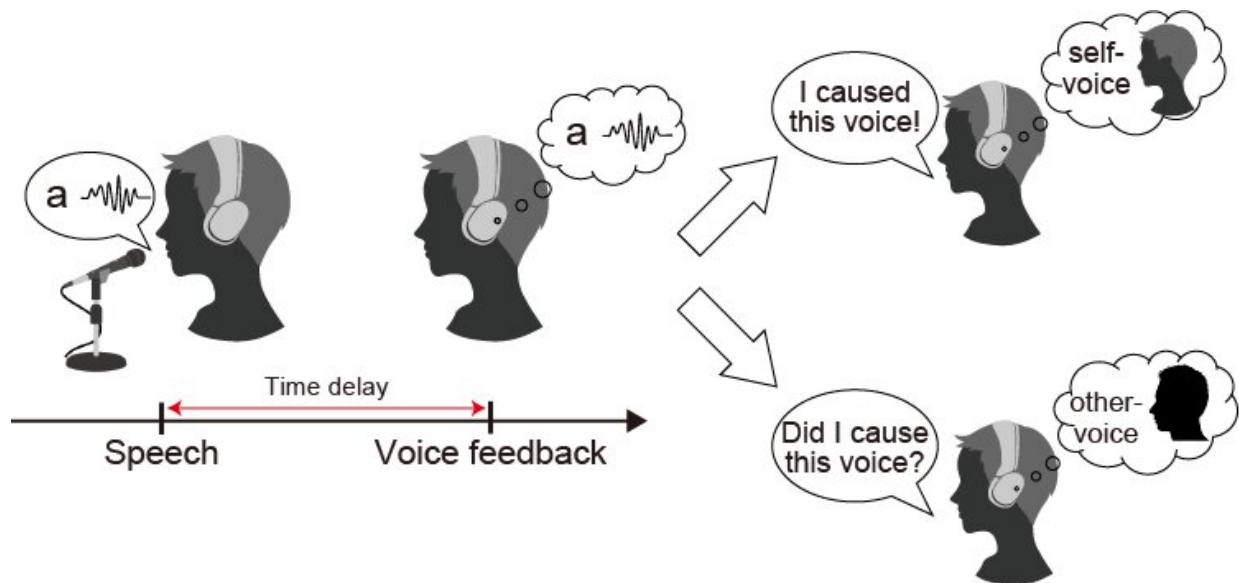 a
a
Time delay
Speech
Voice feedback
I caused
this voice!
self-
voice
Did I cause
this voice?
other-
voice